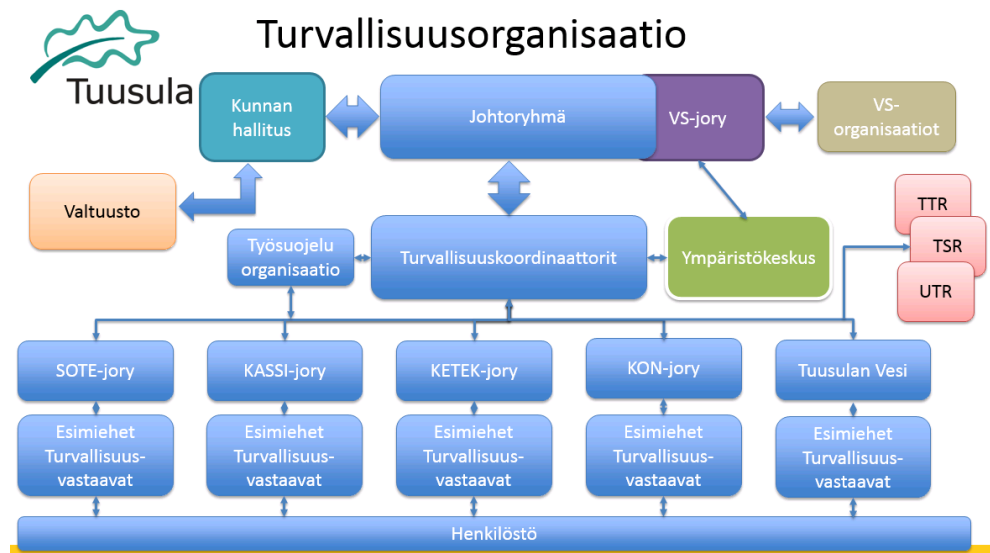 Turvallisuusorganisaatio
Tuusula
Kunnan
hallitus
Johtoryhmä
VS-jory
VS-
organisaatiot
Valtuusto
TTR
TSR
UTR
Työsuojelu
organisaatio
Turvallisuuskoordinaattorit
Ympäristökeskus
SOTE-jory
KASSI-jory
KETEK-jory
KON-jory
Tuusulan Vesi
Esimiehet
Turvallisuus-
vastaavat
Esimiehet
Turvallisuus-
vastaavat
Esimiehet
Turvallisuus-
vastaavat
Esimiehet
Turvallisuus-
vastaavat
Esimiehet
Turvallisuus-
vastaavat
Henkilöstö